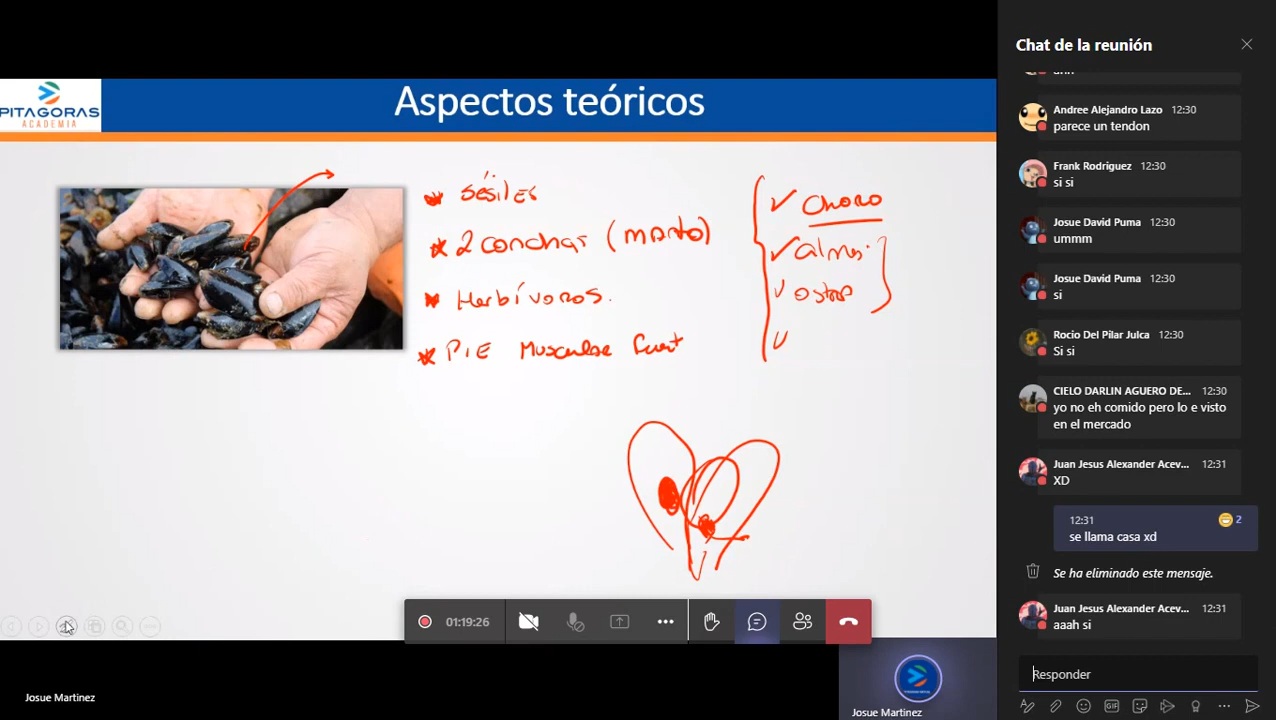 Aspectos teóricos
PITAGORAS
ACADEMIA
* Sésiles
* 2 conchas (manto)
* Herbívoros.
* PiE Muscular fuert
✓ Choro
✓ almej.
✓ ostra
✓
01:19:26
Josue Martinez
PITAGORAS
Josue Martinez
Chat de la reunión
Andree Alejandro Lazo 12:30
parece un tendon
Frank Rodriguez 12:30
si si
Josue David Puma 12:30
ummm
Josue David Puma 12:30
si
Rocío Del Pilar Julca 12:30
Si si
CIELO DARLIN AGUERO DE... 12:30
yo no eh comido pero lo e visto
en el mercado
Juan Jesus Alexander Acev... 12:31
XD
12:31 2
se llama casa xd
Se ha eliminado este mensaje.
Juan Jesus Alexander Acev... 12:31
aaah si
Responder
GIF